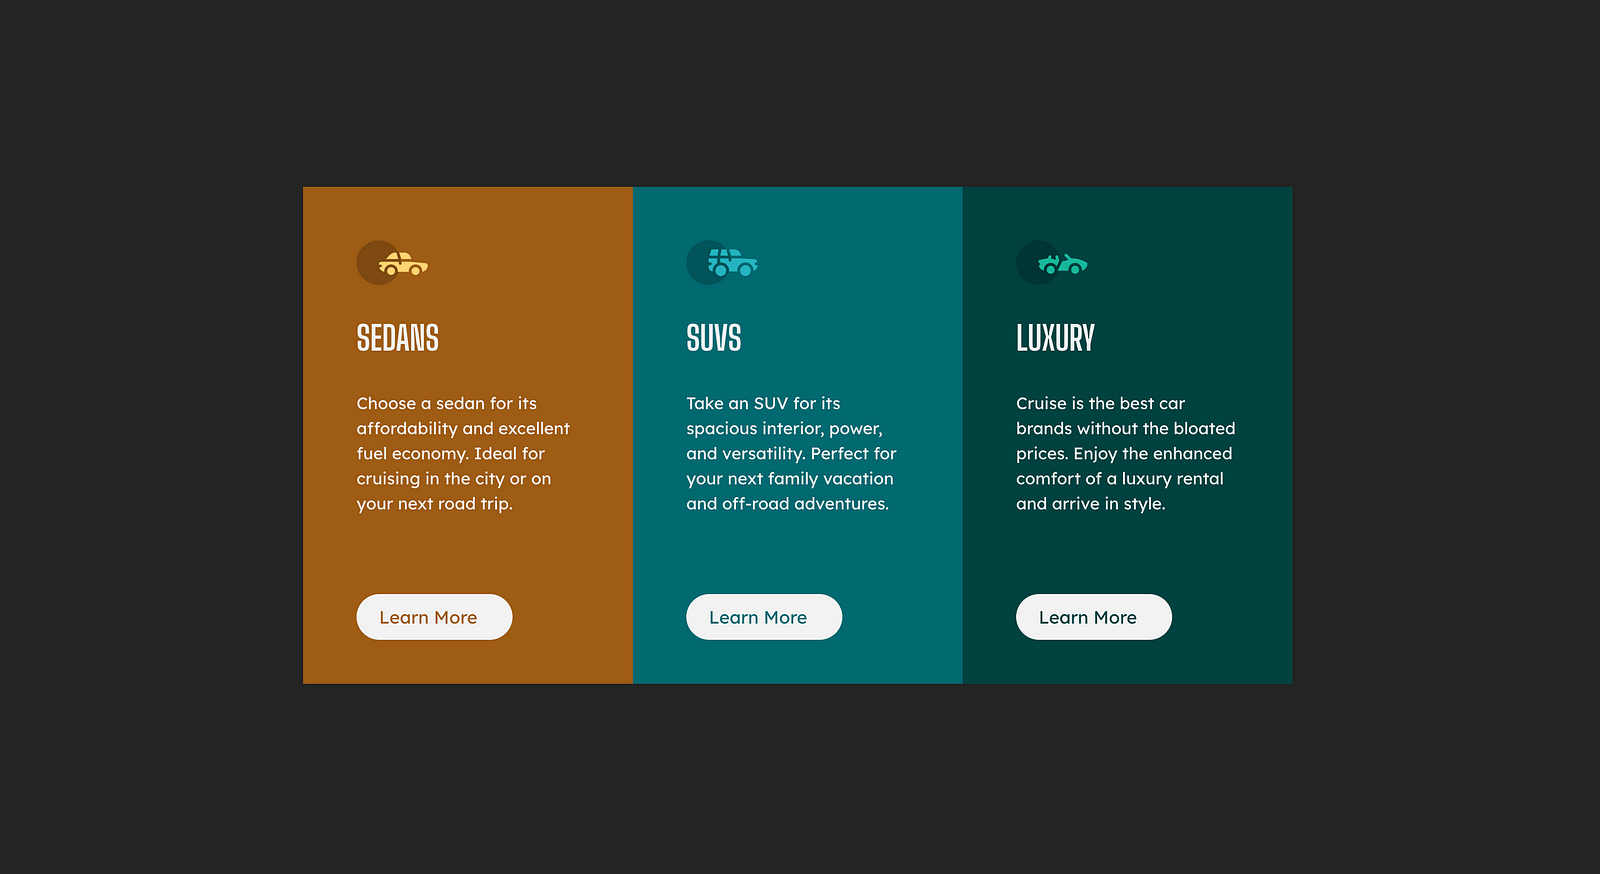 SEDANS
Choose a sedan for its
affordability and excellent
fuel economy. Ideal for
cruising in the city or on
your next road trip.
Learn More
SUVS
Take an SUV for its
spacious interior, power,
and versatility. Perfect for
your next family vacation
and off-road adventures.
Learn More
LUXURY
Cruise is the best car
brands without the bloated
prices. Enjoy the enhanced
comfort of a luxury rental
and arrive in style.
Learn More